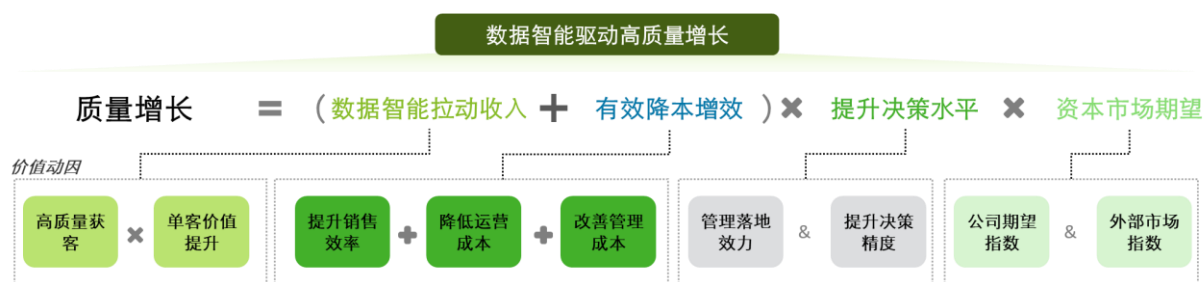 数据智能驱动高质量增长
质量增长 = (数据智能拉动收入 + 有效降本增效) × 提升决策水平 × 资本市场期望
价值动因
高质量获
客
×
单客价值
提升
提升销售
效率
+
降低运营
成本
+
改善管理
成本
管理落地
效力
&
提升决策
精度
公司期望
指数
&
外部市场
指数